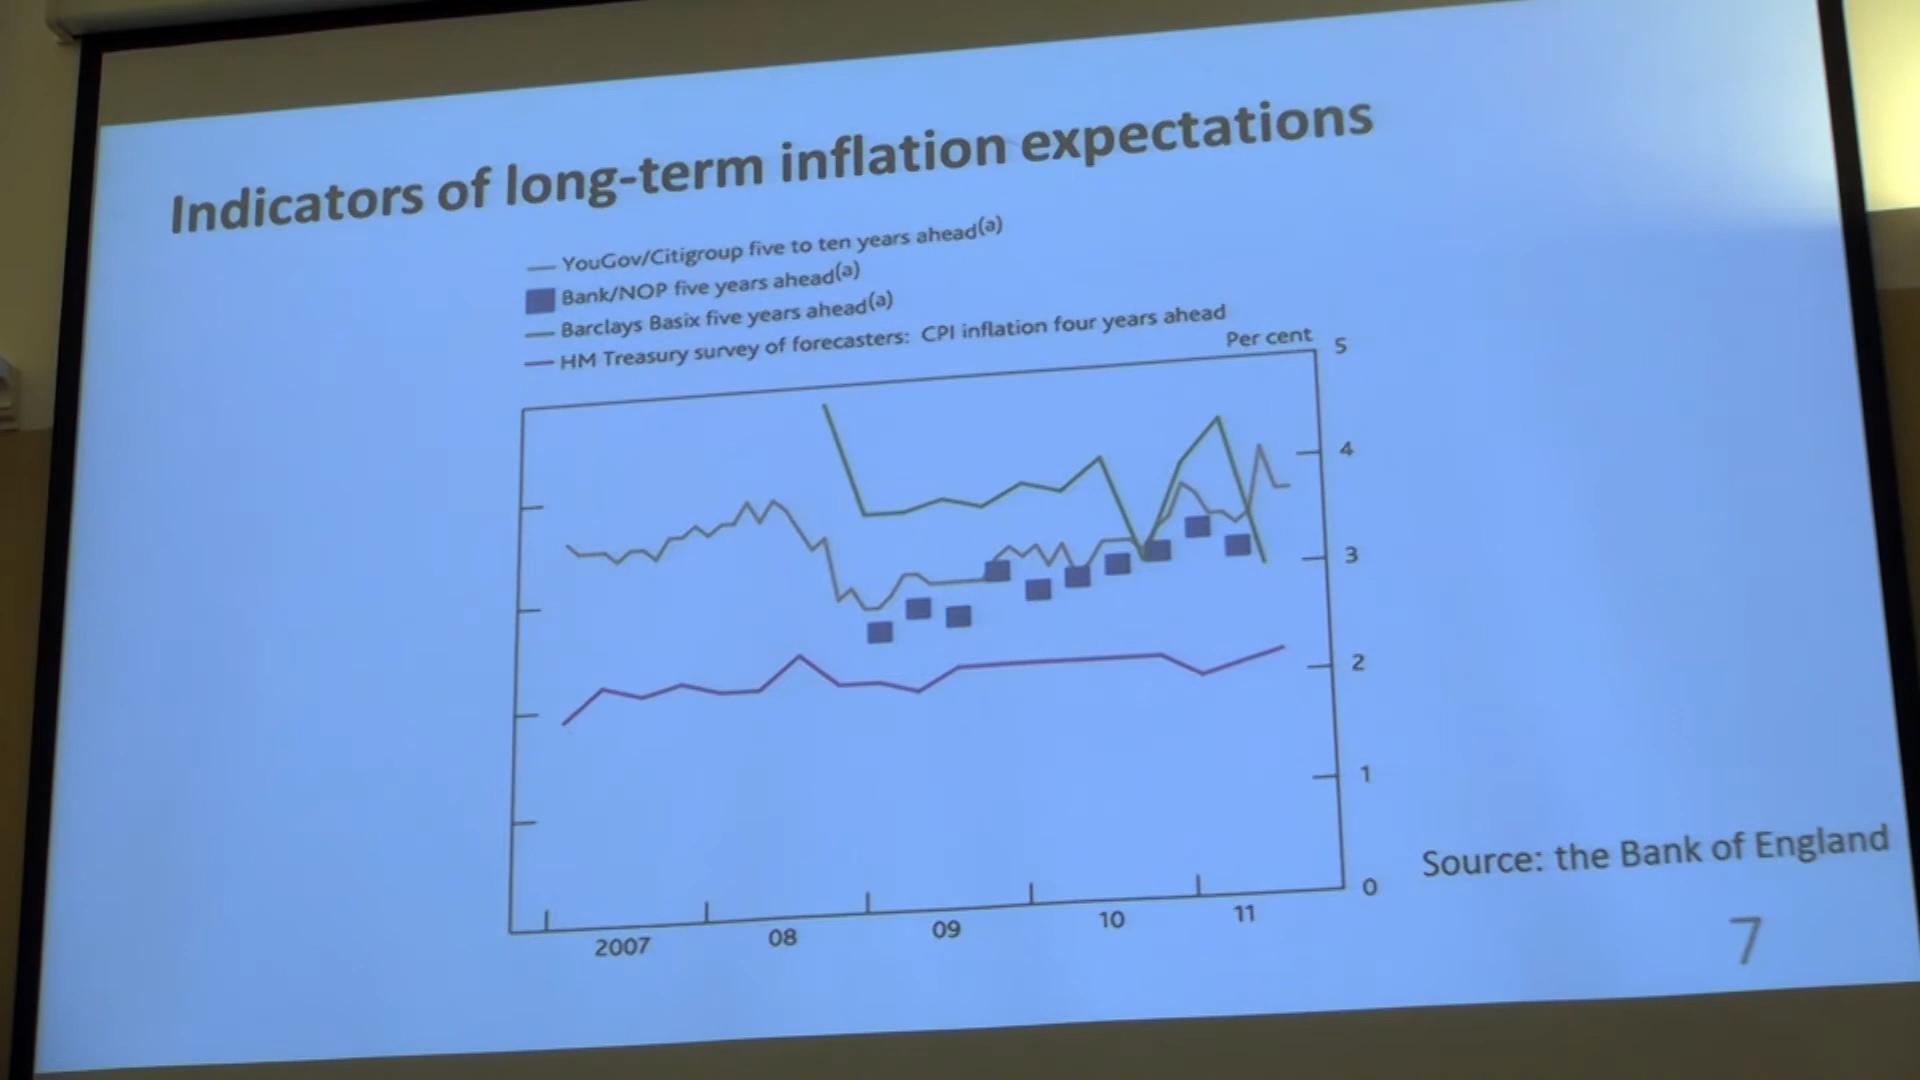 Indicators of long-term inflation expectations
YouGov/Citigroup five to ten years ahead(a)
Bank/NOP five years ahead(a)
Barclays Basix five years ahead(a)
HM Treasury survey of forecasters: CPI inflation four years ahead
Per cent
5
4
3
2
1
0
2007 08 09 10 11
Source: the Bank of England
7